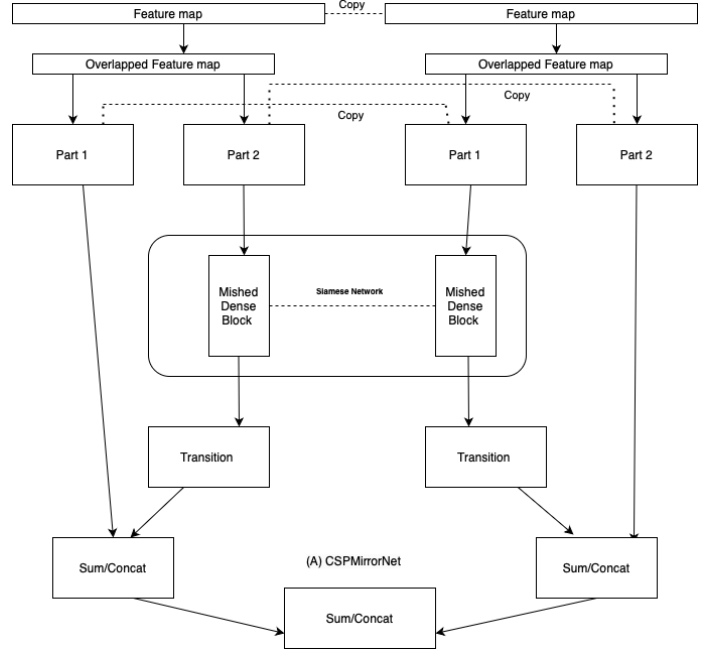 Feature map
Copy
Feature map
Overlapped Feature map
Overlapped Feature map
Copy
Copy
Part 1
Part 2
Part 1
Part 2
Mished
Dense
Block
Siamese Network
Mished
Dense
Block
Transition
Transition
Sum/Concat
(A) CSPMirrorNet
Sum/Concat
Sum/Concat